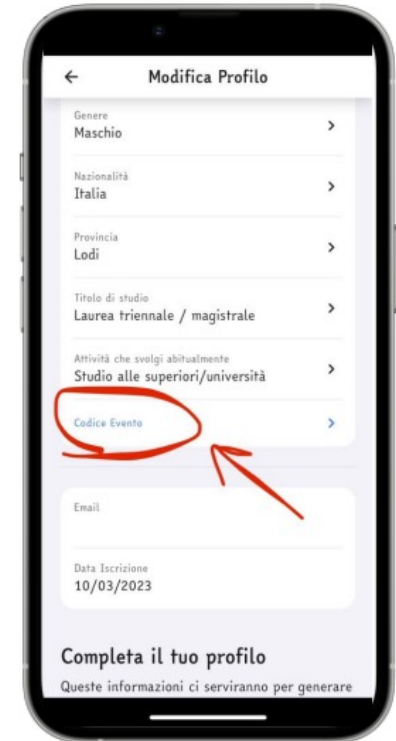 Modifica Profilo
Genere
Maschio
Nazionalità
Italia
Provincia
Lodi
Titolo di studio
Laurea triennale / magistrale
Attività che svolgi abitualmente
Studio alle superiori/università
Codice Evento
Email
Data Iscrizione
10/03/2023
Completa il tuo profilo
Queste informazioni ci serviranno per generare